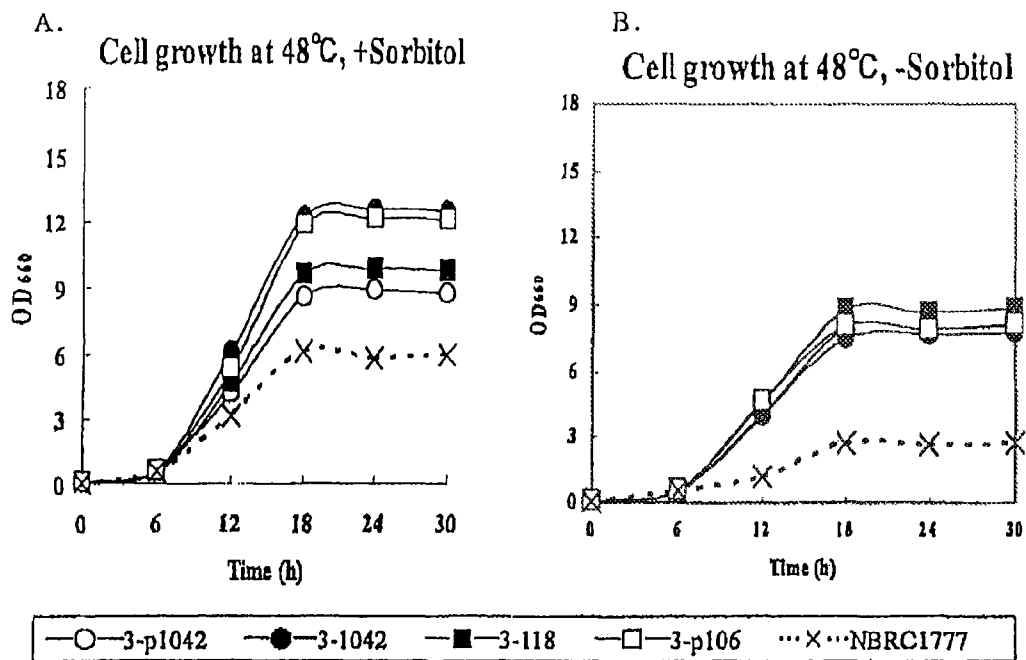 A.
Cell growth at 48°C, +Sorbitol
18
15
12
9
6
3
0
OD660
0 6 12 18 24 30
Time (h)
B.
Cell growth at 48°C, -Sorbitol
18
15
12
9
6
3
0
OD660
0 6 12 18 24 30
Time (h)
3-p1042 3-1042 3-118 3-p106 NBRC1777